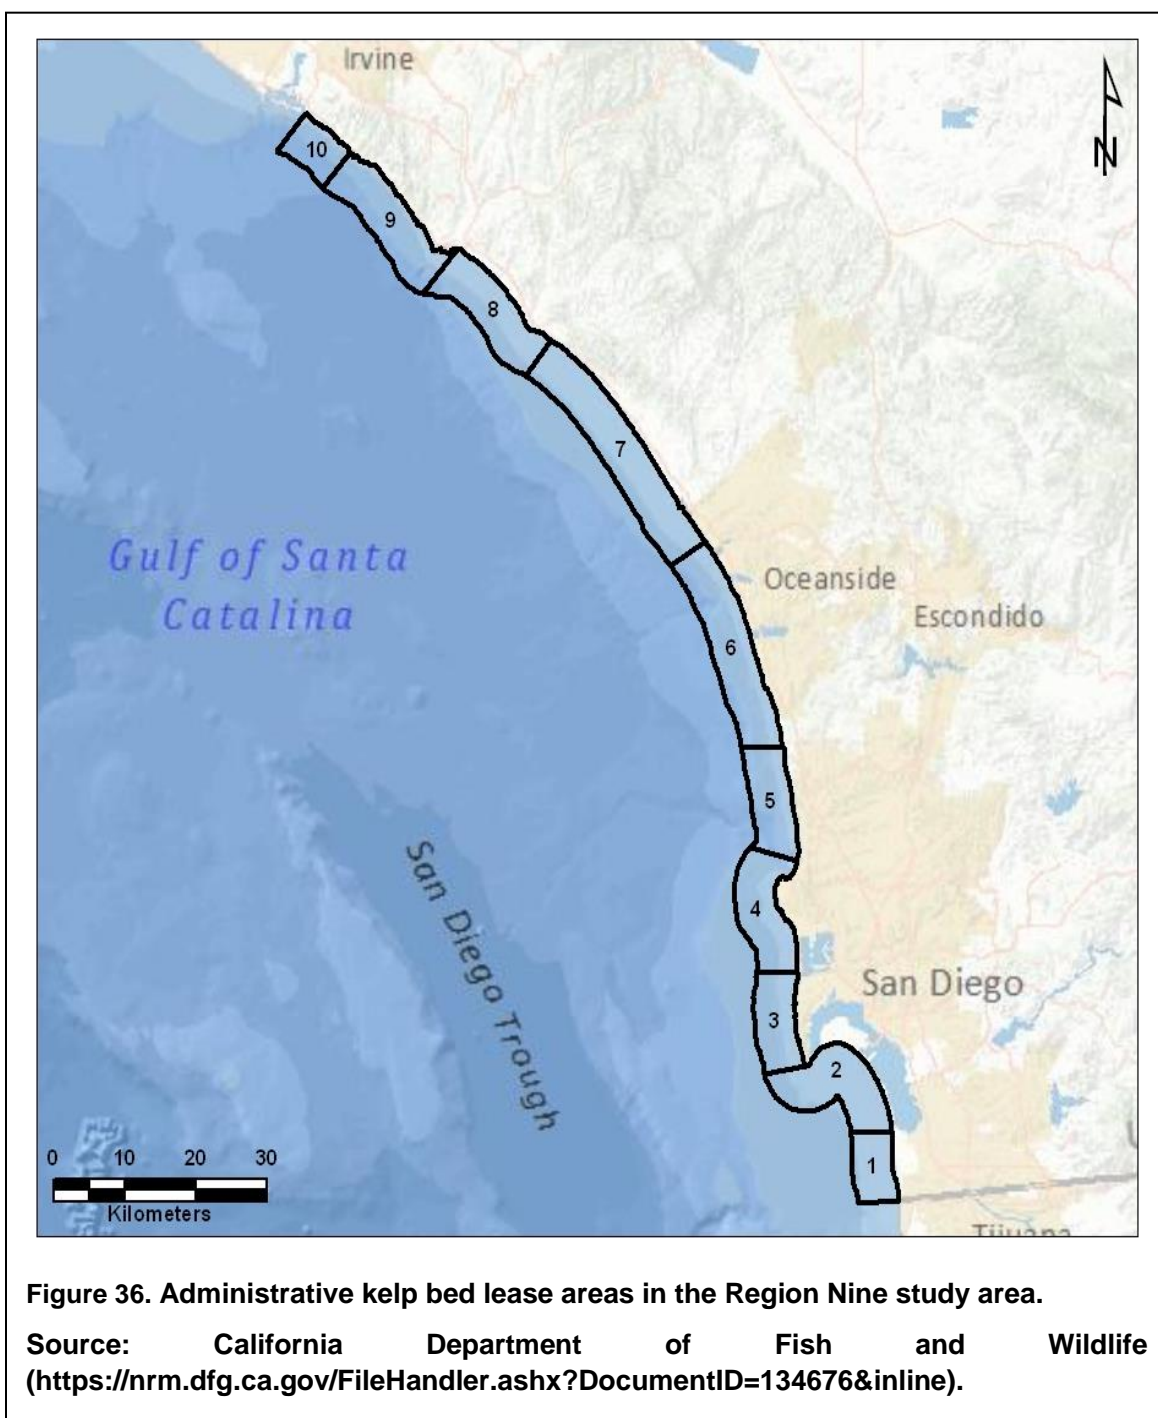 Irvine
N
10
9
8
7
Gulf of Santa
Catalina
Oceanside
Escondido
6
5
San Diego Trough
4
San Diego
3
2
1
0 10 20 30
Kilometers
Tijuana
Figure 36. Administrative kelp bed lease areas in the Region Nine study area.
Source: California Department of Fish and Wildlife
(https://nrm.dfg.ca.gov/FileHandler.ashx?DocumentID=134676&inline).